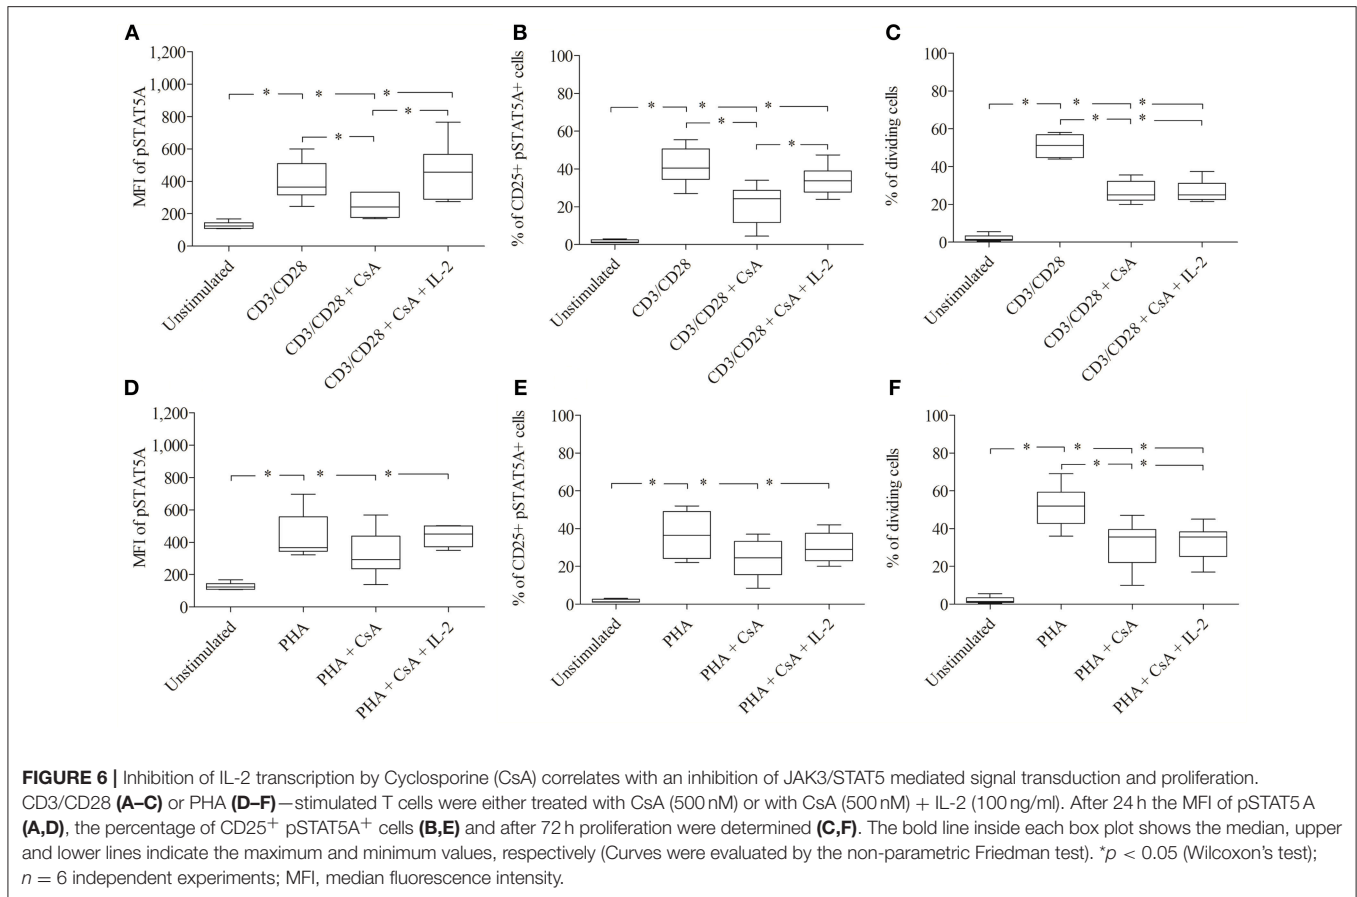 A
MFI of pSTAT5A
1,200
1,000
800
600
400
200
0
* * *
*
*
Unstimulated
CD3/CD28
CD3/CD28 + CsA
CD3/CD28 + CsA + IL-2
B
% of CD25+ pSTAT5A+ cells
100
80
60
40
20
0
* * *
*
*
Unstimulated
CD3/CD28
CD3/CD28 + CsA
CD3/CD28 + CsA + IL-2
C
% of dividing cells
100
80
60
40
20
0
* * *
* *
Unstimulated
CD3/CD28
CD3/CD28 + CsA
CD3/CD28 + CsA + IL-2
D
MFI of pSTAT5A
1,200
1,000
800
600
400
200
0
* * *
Unstimulated
PHA
PHA + CsA
PHA + CsA + IL-2
E
% of CD25+ pSTAT5A+ cells
100
80
60
40
20
0
* * *
Unstimulated
PHA
PHA + CsA
PHA + CsA + IL-2
F
% of dividing cells
100
80
60
40
20
0
* * *
* *
Unstimulated
PHA
PHA + CsA
PHA + CsA + IL-2
FIGURE 6 | Inhibition of IL-2 transcription by Cyclosporine (CsA) correlates with an inhibition of JAK3/STAT5 mediated signal transduction and proliferation.
CD3/CD28 (A–C) or PHA (D–F)—stimulated T cells were either treated with CsA (500 nM) or with CsA (500 nM) + IL-2 (100 ng/ml). After 24 h the MFI of pSTAT5 A
(A,D), the percentage of CD25⁺ pSTAT5A⁺ cells (B,E) and after 72 h proliferation were determined (C,F). The bold line inside each box plot shows the median, upper
and lower lines indicate the maximum and minimum values, respectively (Curves were evaluated by the non-parametric Friedman test). *p < 0.05 (Wilcoxon's test);
n = 6 independent experiments; MFI, median fluorescence intensity.